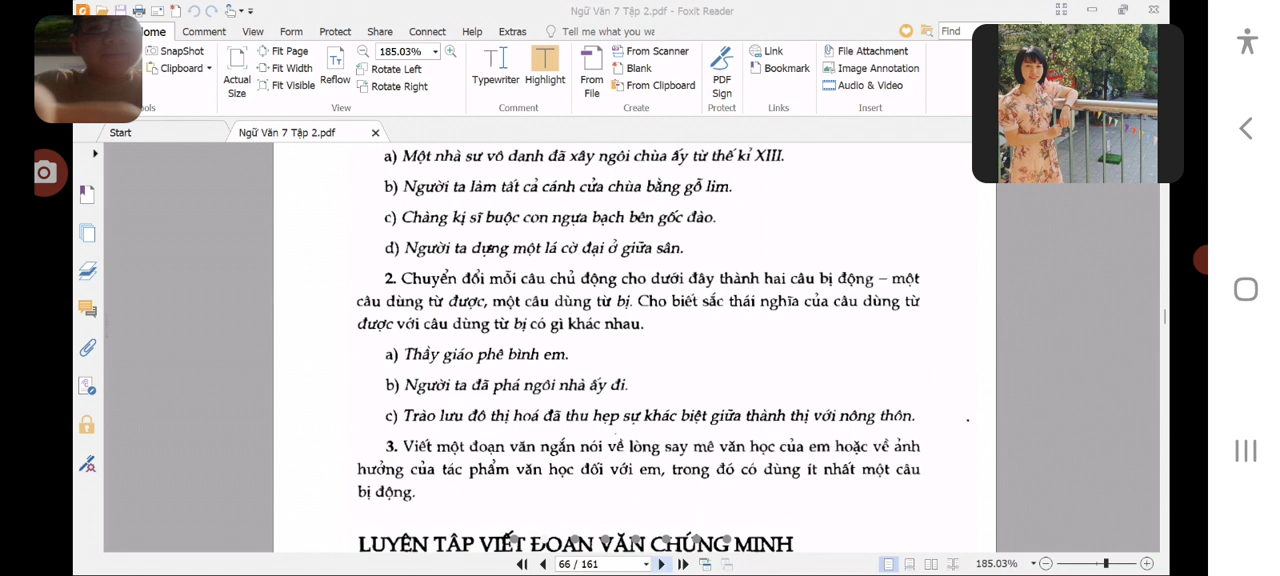 Ngữ Văn 7 Tập 2.pdf - Foxit Reader
Home Comment View Form Protect Share Connect Help Extras Tell me what you wa Find
SnapShot Fit Page 185.03% From Scanner Link File Attachment
Clipboard Fit Width Rotate Left Blank Bookmark Image Annotation
Fit Visible Rotate Right From Clipboard Audio & Video
Actual Size Reflow Typewriter Highlight From File PDF Sign
View Comment Create Protect Links Insert
Start Ngữ Văn 7 Tập 2.pdf
a) Một nhà sư vô danh đã xây ngôi chùa ấy từ thế kỉ XIII.
b) Người ta làm tất cả cánh cửa chùa bằng gỗ lim.
c) Chàng kị sĩ buộc con ngựa bạch bên gốc đào.
d) Người ta dựng một lá cờ đại ở giữa sân.
2. Chuyển đổi mỗi câu chủ động cho dưới đây thành hai câu bị động – một
câu dùng từ được, một câu dùng từ bị. Cho biết sắc thái nghĩa của câu dùng từ
được với câu dùng từ bị có gì khác nhau.
a) Thầy giáo phê bình em.
b) Người ta đã phá ngôi nhà ấy đi.
c) Trào lưu đô thị hoá đã thu hẹp sự khác biệt giữa thành thị với nông thôn.
3. Viết một đoạn văn ngắn nói về lòng say mê văn học của em hoặc về ảnh
hưởng của tác phẩm văn học đối với em, trong đó có dùng ít nhất một câu
bị động.
LUYỆN TẬP VIẾT ĐOẠN VĂN CHỨNG MINH
66 / 161 185.03%